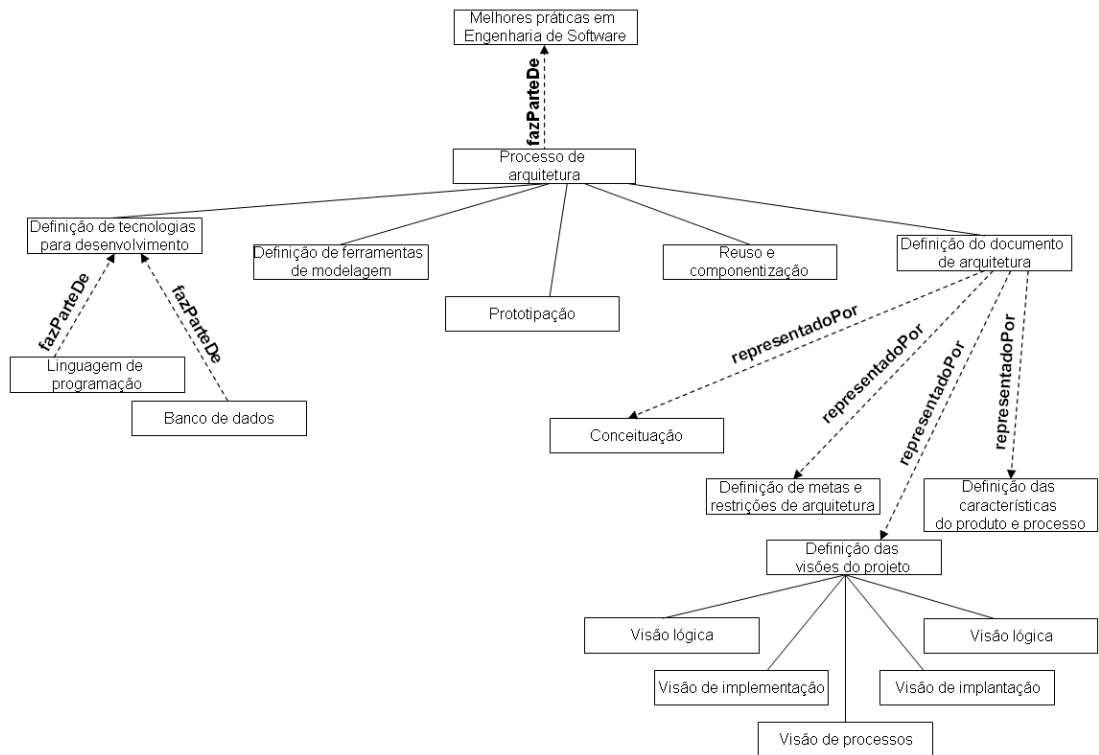 Melhores práticas em
Engenharia de Software
fazParteDe
Processo de
arquitetura
Definição de tecnologias
para desenvolvimento
Definição de ferramentas
de modelagem
Prototipação
Reuso e
componentização
Definição do documento
de arquitetura
fazParteDe
fazParteDe
Linguagem de
programação
Banco de dados
representadoPor
representadoPor
representadoPor
representadoPor
Conceituação
Definição de metas e
restrições de arquitetura
Definição das
características
do produto e processo
Definição das
visões do projeto
Visão lógica
Visão lógica
Visão de implementação
Visão de implantação
Visão de processos